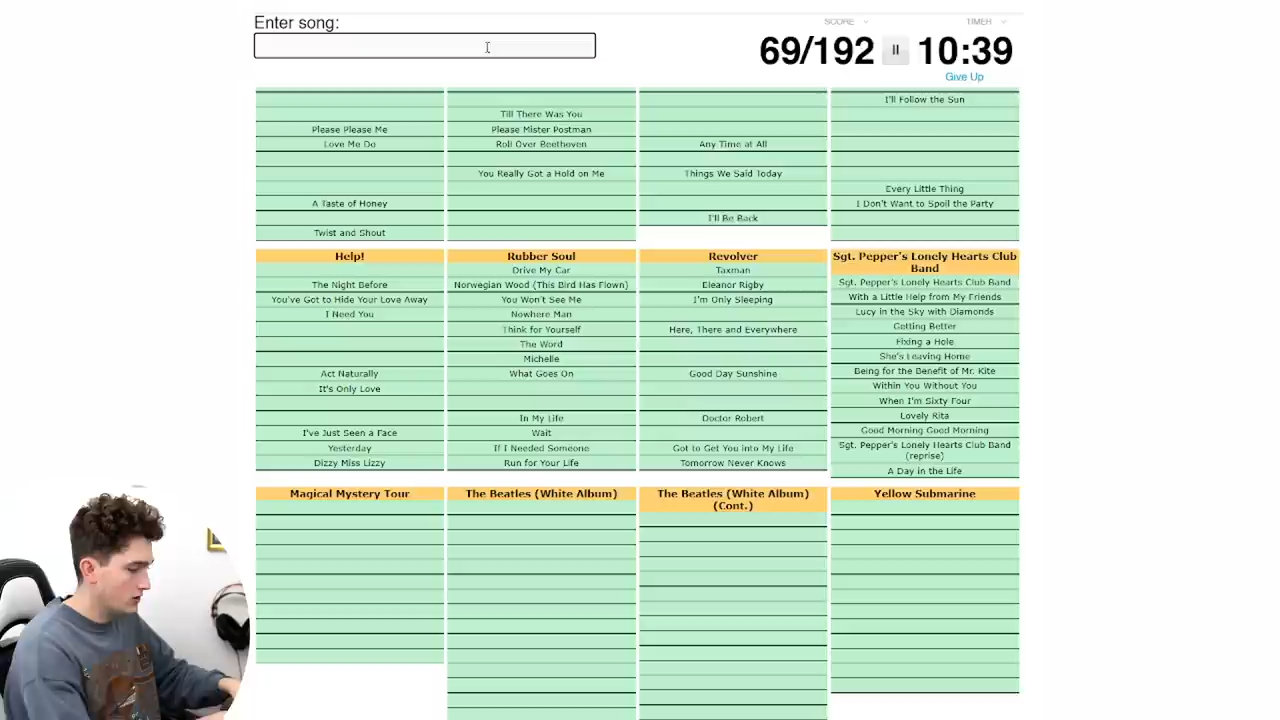 Enter song:
SCORE
TIMER
69/192
10:39
Give Up
Please Please Me
Love Me Do
A Taste of Honey
Twist and Shout
Till There Was You
Please Mister Postman
Roll Over Beethoven
You Really Got a Hold on Me
Any Time at All
Things We Said Today
I'll Be Back
I'll Follow the Sun
Every Little Thing
I Don't Want to Spoil the Party
Help!
The Night Before
You've Got to Hide Your Love Away
I Need You
Act Naturally
It's Only Love
I've Just Seen a Face
Yesterday
Dizzy Miss Lizzy
Rubber Soul
Drive My Car
Norwegian Wood (This Bird Has Flown)
You Won't See Me
Nowhere Man
Think for Yourself
The Word
Michelle
What Goes On
In My Life
Wait
If I Needed Someone
Run for Your Life
Revolver
Taxman
Eleanor Rigby
I'm Only Sleeping
Here, There and Everywhere
Good Day Sunshine
Doctor Robert
Got to Get You into My Life
Tomorrow Never Knows
Sgt. Pepper's Lonely Hearts Club
Band
Sgt. Pepper's Lonely Hearts Club Band
With a Little Help from My Friends
Lucy in the Sky with Diamonds
Getting Better
Fixing a Hole
She's Leaving Home
Being for the Benefit of Mr. Kite
Within You Without You
When I'm Sixty Four
Lovely Rita
Good Morning Good Morning
Sgt. Pepper's Lonely Hearts Club Band
(reprise)
A Day in the Life
Magical Mystery Tour
The Beatles (White Album)
The Beatles (White Album)
(Cont.)
Yellow Submarine